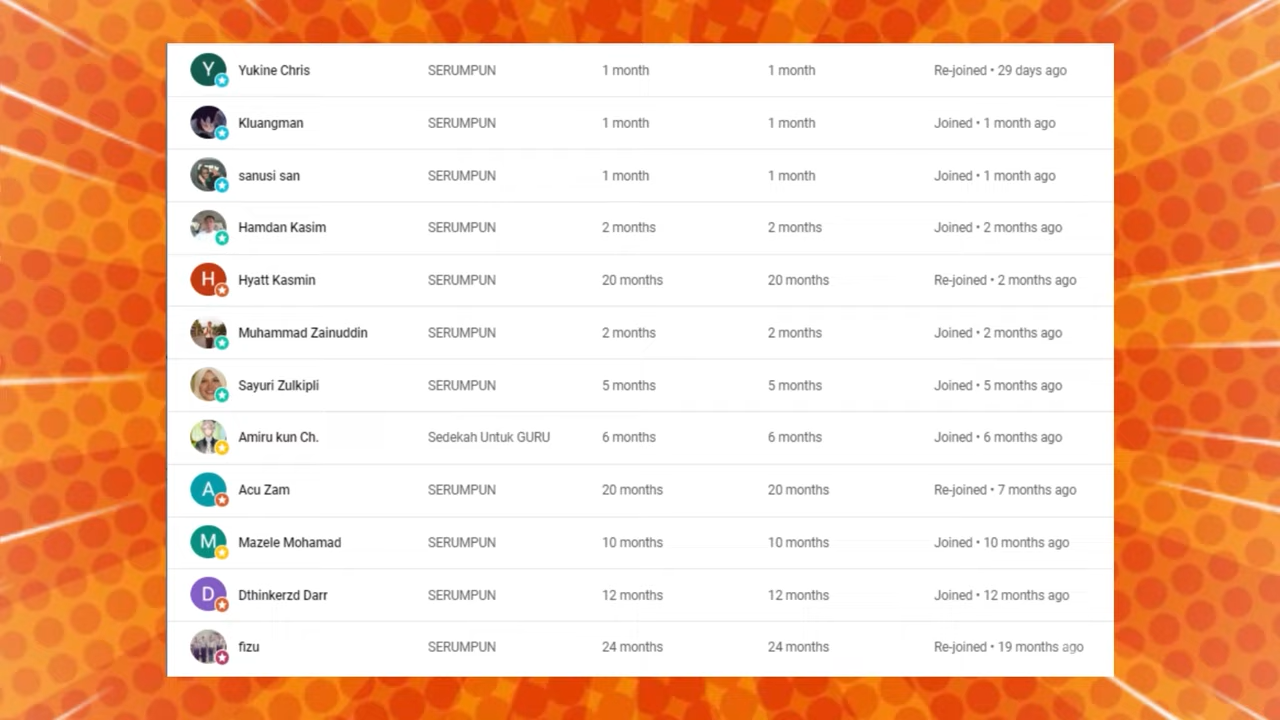 Y Yukine Chris SERUMPUN 1 month 1 month Re-joined • 29 days ago
Kluangman SERUMPUN 1 month 1 month Joined • 1 month ago
sanusi san SERUMPUN 1 month 1 month Joined • 1 month ago
Hamdan Kasim SERUMPUN 2 months 2 months Joined • 2 months ago
H Hyatt Kasmin SERUMPUN 20 months 20 months Re-joined • 2 months ago
Muhammad Zainuddin SERUMPUN 2 months 2 months Joined • 2 months ago
Sayuri Zulkipli SERUMPUN 5 months 5 months Joined • 5 months ago
Amiru kun Ch. Sedekah Untuk GURU 6 months 6 months Joined • 6 months ago
A Acu Zam SERUMPUN 20 months 20 months Re-joined • 7 months ago
M Mazele Mohamad SERUMPUN 10 months 10 months Joined • 10 months ago
D Dthinkerzd Darr SERUMPUN 12 months 12 months Joined • 12 months ago
fizu SERUMPUN 24 months 24 months Re-joined • 19 months ago